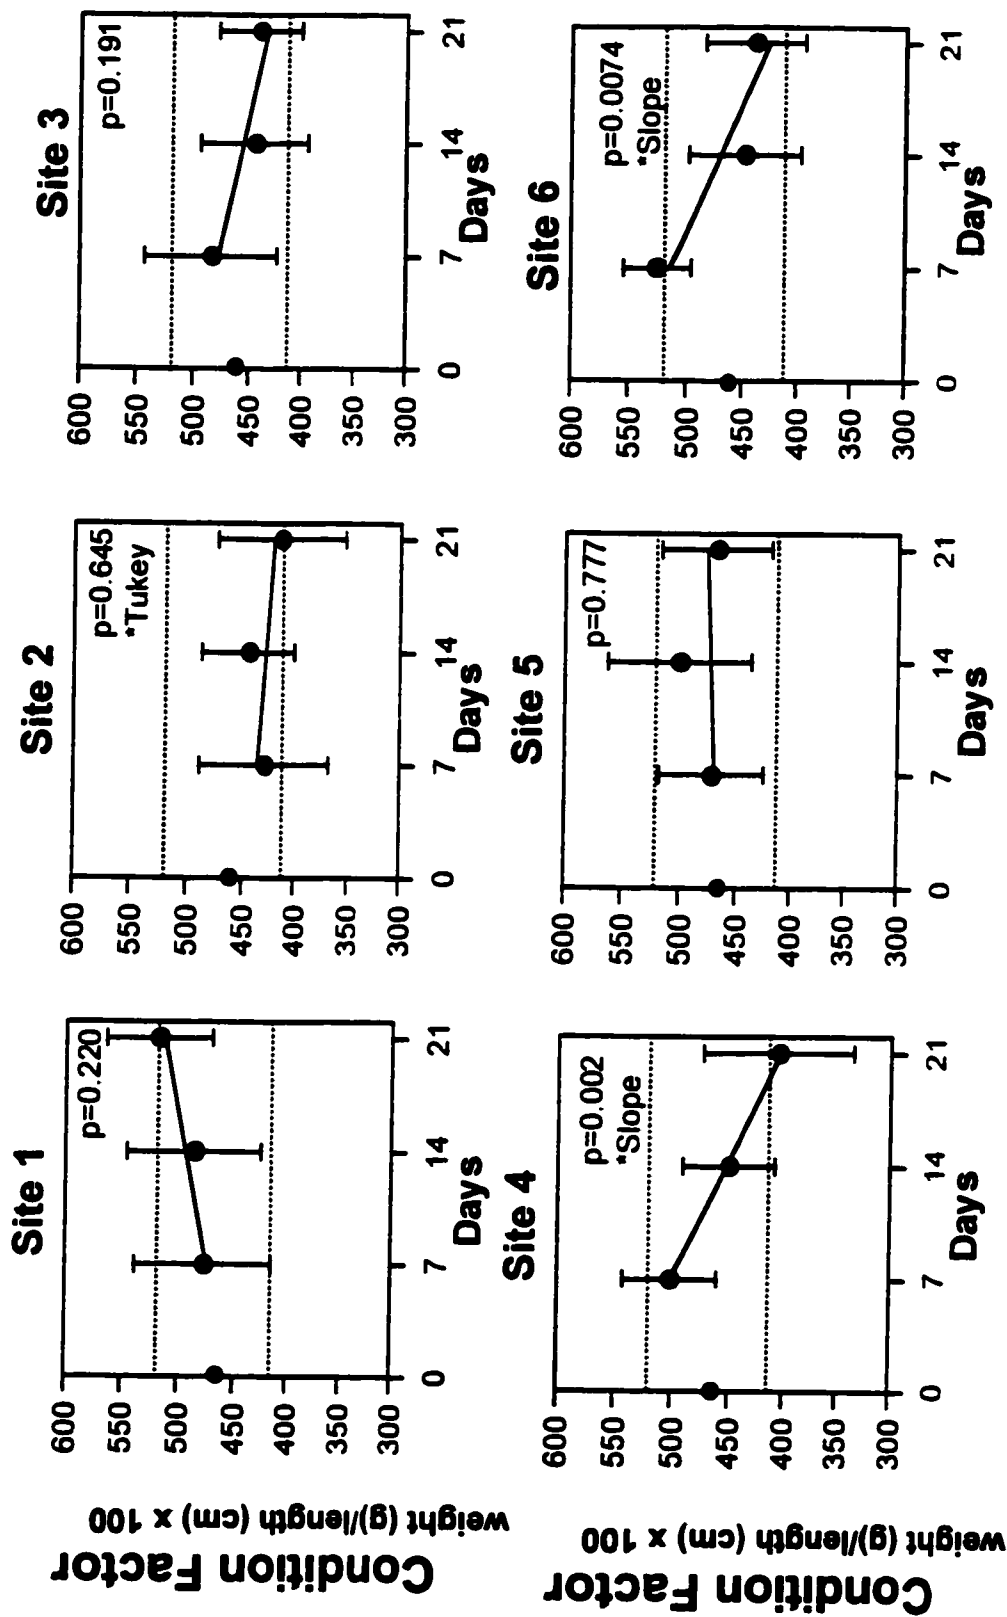 Condition Factor
weight (g)/length (cm) x 100
Site 1
600
550
500
450
400
350
300
p=0.220
0 7 14 21
Days
Site 2
600
550
500
450
400
350
300
p=0.645
*Tukey
0 7 14 21
Days
Site 3
600
550
500
450
400
350
300
p=0.191
0 7 14 21
Days
Condition Factor
weight (g)/length (cm) x 100
Site 4
600
550
500
450
400
350
300
p=0.002
*Slope
0 7 14 21
Days
Site 5
600
550
500
450
400
350
300
p=0.777
0 7 14 21
Days
Site 6
600
550
500
450
400
350
300
p=0.0074
*Slope
0 7 14 21
Days